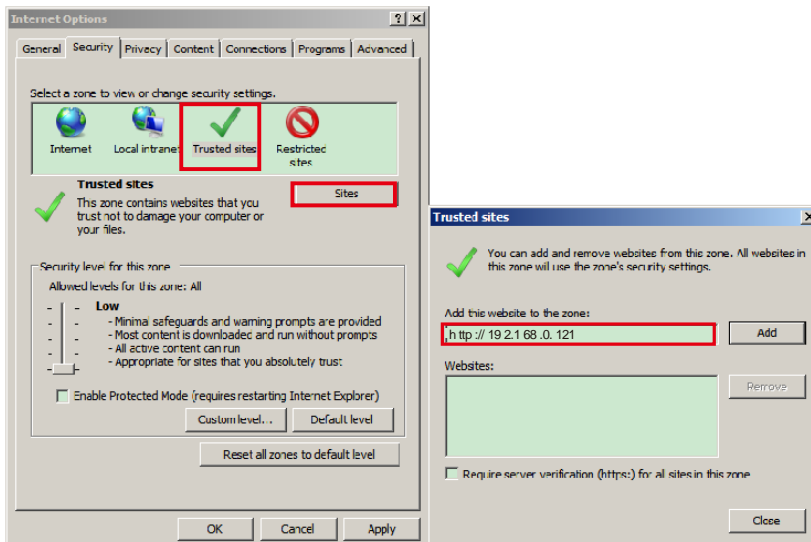 Internet Options
General Security Privacy Content Connections Programs Advanced
Select a zone to view or change security settings.
Internet Local intranet Trusted sites Restricted
sites
Trusted sites
Sites
This zone contains websites that you
trust not to damage your computer or
your files.
Security level for this zone
Allowed levels for this zone: All
Low
- Minimal safeguards and warning prompts are provided
- Most content is downloaded and run without prompts
- All active content can run
- Appropriate for sites that you absolutely trust
Enable Protected Mode (requires restarting Internet Explorer)
Custom level... Default level
Reset all zones to default level
OK Cancel Apply
Trusted sites
You can add and remove websites from this zone. All websites in
this zone will use the zone's security settings.
Add this website to the zone:
h ttp :// 19 2.1 68 .0. 121
Add
Websites:
Remove
Require server verification (https:) for all sites in this zone
Close